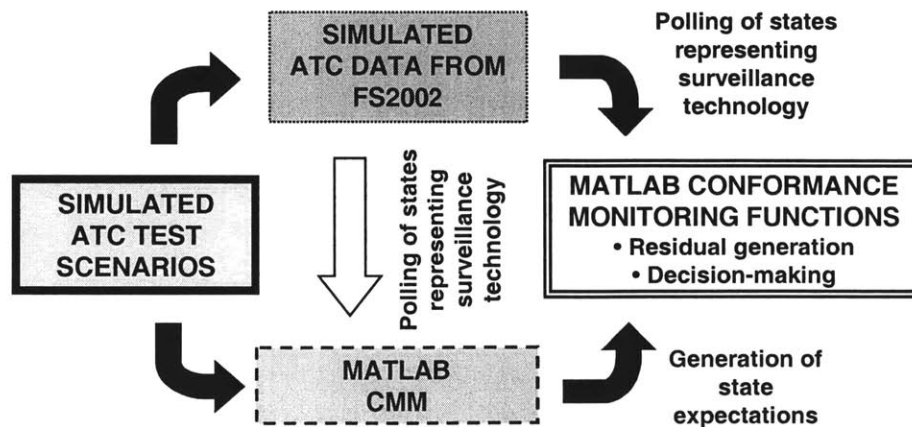 SIMULATED
ATC DATA FROM
FS2002
Polling of states
representing
surveillance
technology
SIMULATED
ATC TEST
SCENARIOS
Polling of states
representing
surveillance
technology
MATLAB CONFORMANCE
MONITORING FUNCTIONS
• Residual generation
• Decision-making
MATLAB
CMM
Generation of
state
expectations